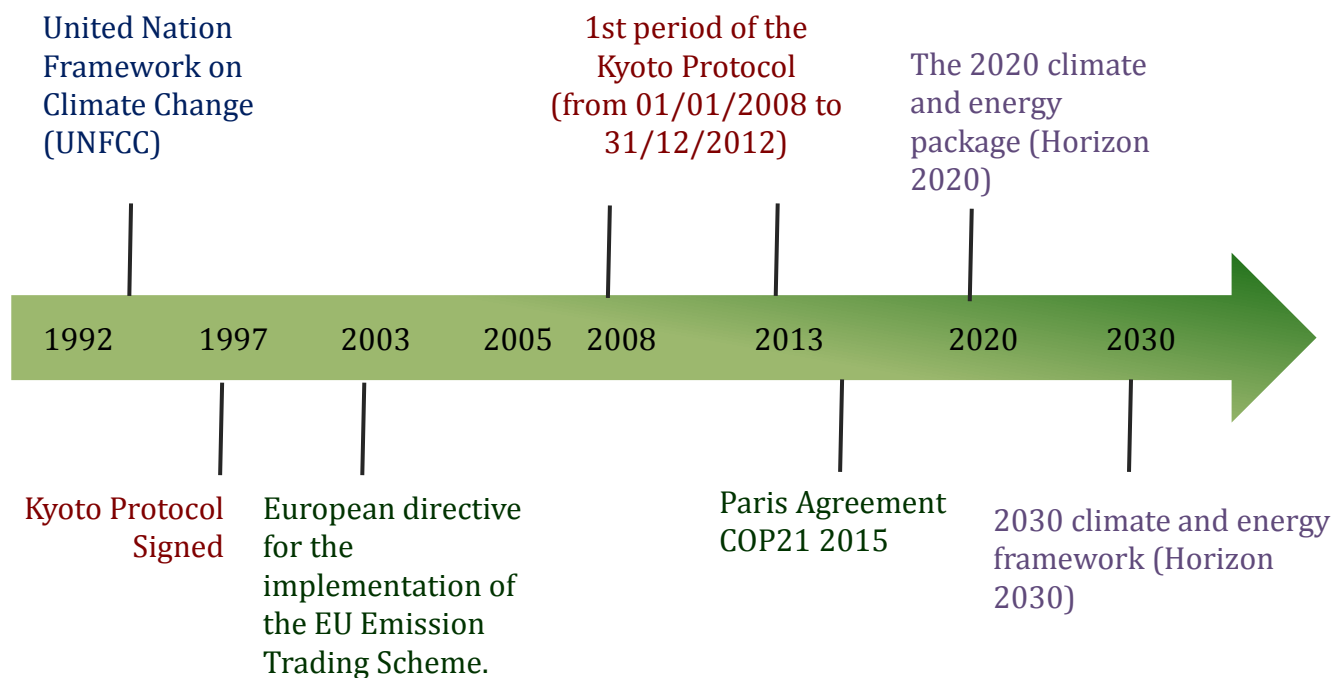 United Nation
Framework on
Climate Change
(UNFCC)
1st period of the
Kyoto Protocol
(from 01/01/2008 to
31/12/2012)
The 2020 climate
and energy
package (Horizon
2020)
1992
1997
2003
2005
2008
2013
2020
2030
Kyoto Protocol
Signed
European directive
for the
implementation of
the EU Emission
Trading Scheme.
Paris Agreement
COP21 2015
2030 climate and energy
framework (Horizon
2030)